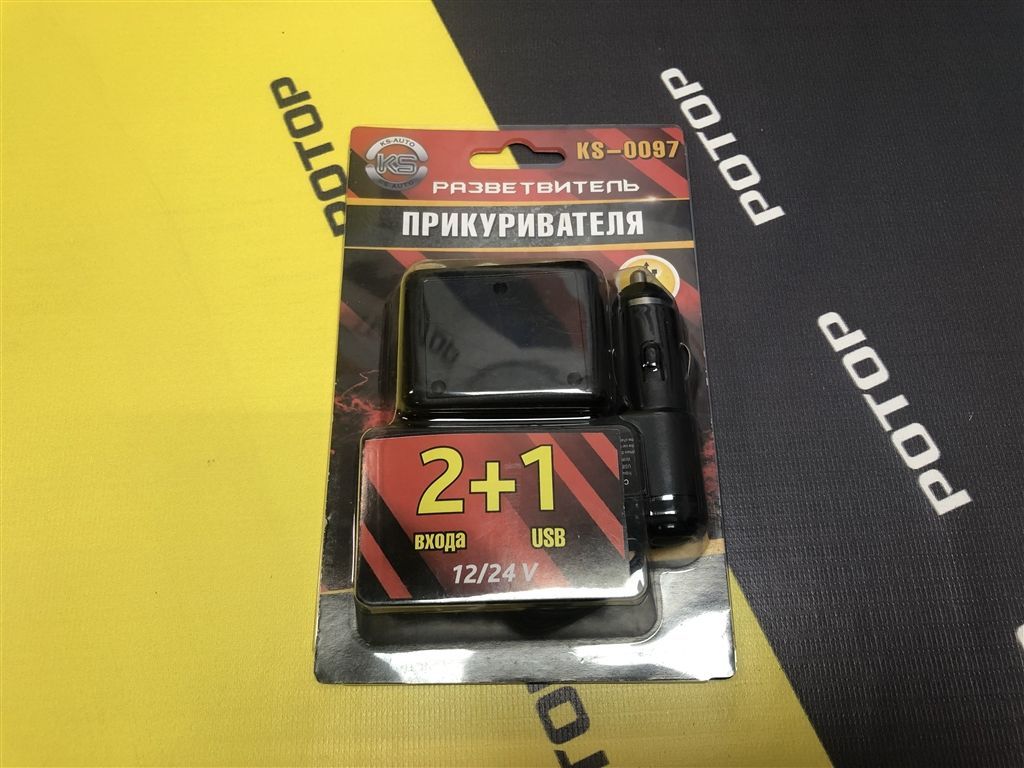 KS-AUTO
KS
KS-0097
РАЗВЕТВИТЕЛЬ
ПРИКУРИВАТЕЛЯ
2+1
входа USB
12/24 V
РОТОР
РОТОР
РОТОР
РОТОР